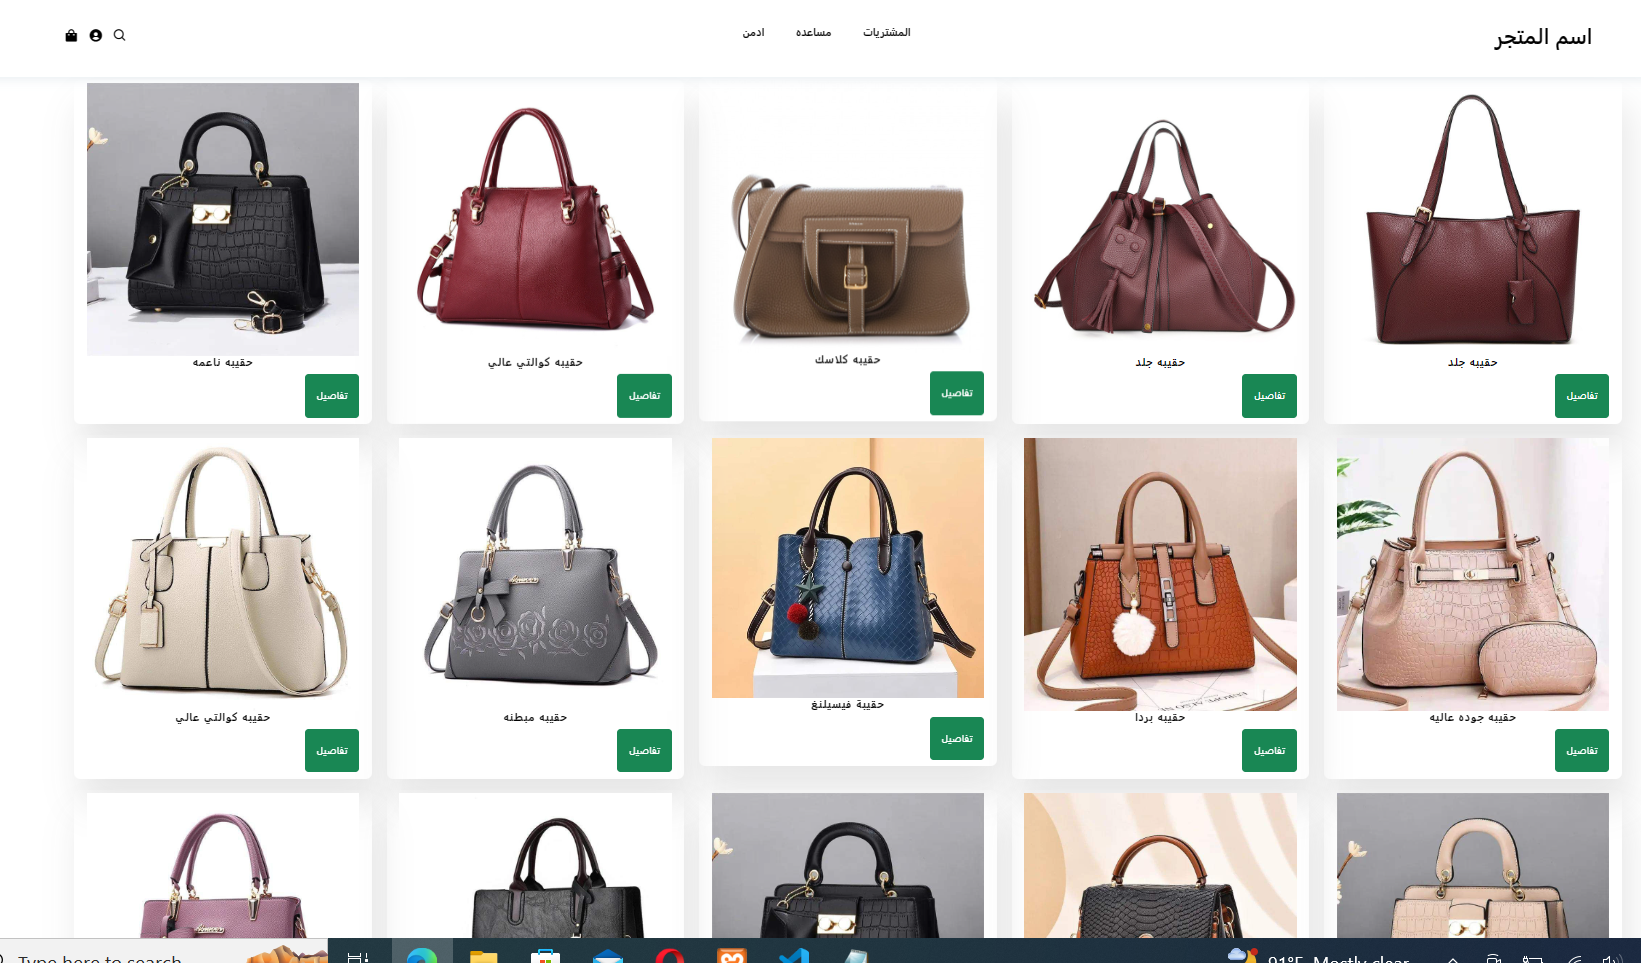 اسم المتجر
المشتريات
مساعده
ادمن
حقيبه جلد
تفاصيل
حقيبه جلد
تفاصيل
حقيبه كلاسك
تفاصيل
حقيبه كوالتي عالي
تفاصيل
حقيبه ناعمه
تفاصيل
حقيبه جوده عاليه
تفاصيل
حقيبه بردا
تفاصيل
حقيبة فيسيلنغ
تفاصيل
حقيبه مبطنه
تفاصيل
حقيبه كوالتي عالي
تفاصيل
Type here to search
91°F Mostly clear